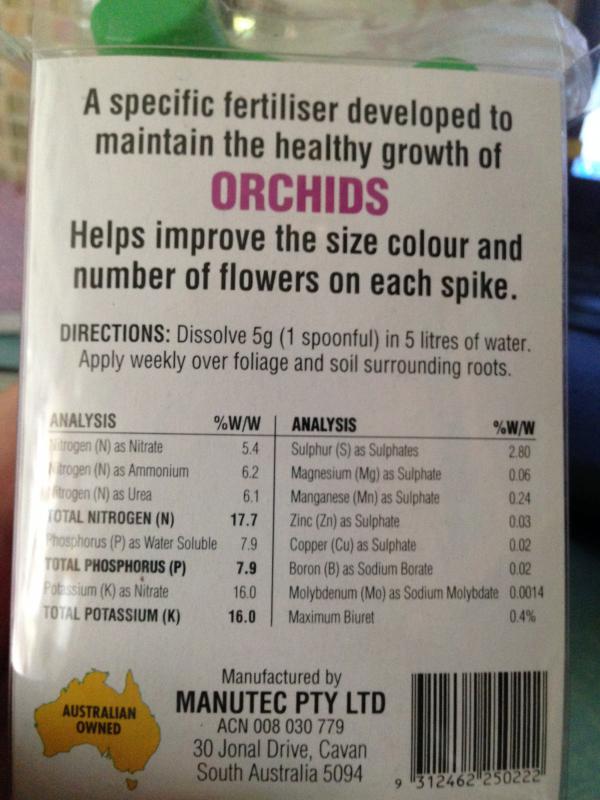 A specific fertiliser developed to
maintain the healthy growth of
ORCHIDS
Helps improve the size colour and
number of flowers on each spike.
DIRECTIONS: Dissolve 5g (1 spoonful) in 5 litres of water.
Apply weekly over foliage and soil surrounding roots.
ANALYSIS %W/W
Nitrogen (N) as Nitrate 5.4
Nitrogen (N) as Ammonium 6.2
Nitrogen (N) as Urea 6.1
TOTAL NITROGEN (N) 17.7
Phosphorus (P) as Water Soluble 7.9
TOTAL PHOSPHORUS (P) 7.9
Potassium (K) as Nitrate 16.0
TOTAL POTASSIUM (K) 16.0
ANALYSIS %W/W
Sulphur (S) as Sulphates 2.80
Magnesium (Mg) as Sulphate 0.06
Manganese (Mn) as Sulphate 0.24
Zinc (Zn) as Sulphate 0.03
Copper (Cu) as Sulphate 0.02
Boron (B) as Sodium Borate 0.02
Molybdenum (Mo) as Sodium Molybdate 0.0014
Maximum Biuret 0.4%
AUSTRALIAN
OWNED
Manufactured by
MANUTEC PTY LTD
ACN 008 030 779
30 Jonal Drive, Cavan
South Australia 5094
9 312462 250222